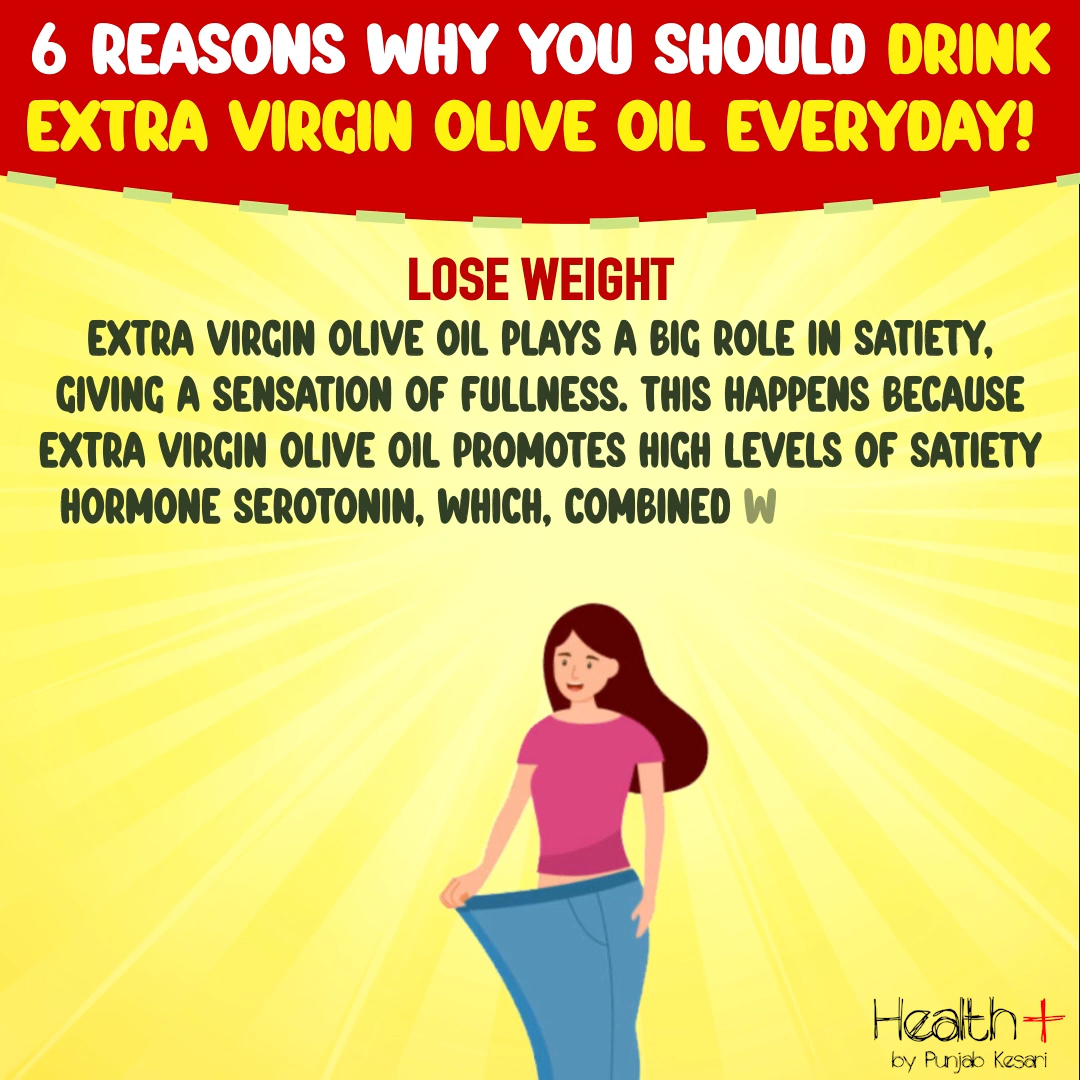 6 REASONS WHY YOU SHOULD DRINK
EXTRA VIRGIN OLIVE OIL EVERYDAY!
LOSE WEIGHT
EXTRA VIRGIN OLIVE OIL PLAYS A BIG ROLE IN SATIETY,
GIVING A SENSATION OF FULLNESS. THIS HAPPENS BECAUSE
EXTRA VIRGIN OLIVE OIL PROMOTES HIGH LEVELS OF SATIETY
HORMONE SEROTONIN, WHICH, COMBINED W
Health+
by Punjab Kesari